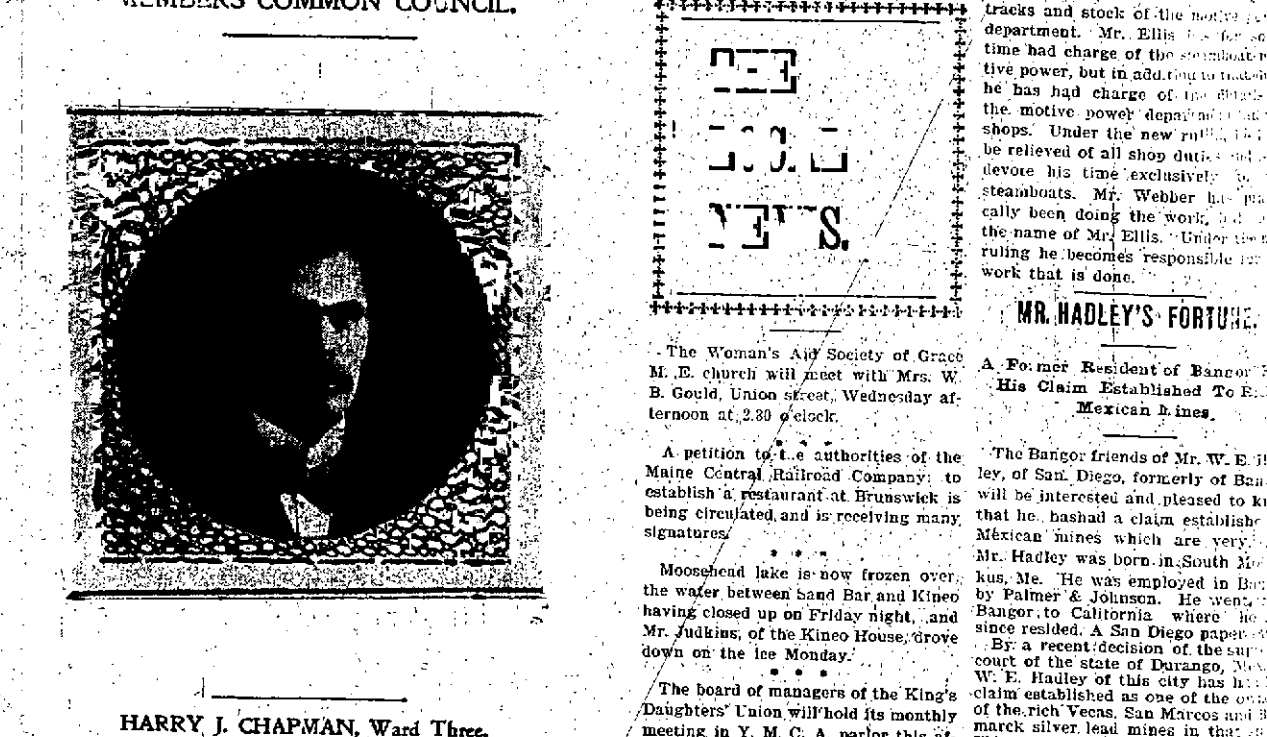 MEMBERS COMMON COUNCIL.
HARRY J. CHAPMAN, Ward Three.
NEWS.
The Woman's Aid Society of Grace
M. E. church will meet with Mrs. W.
B. Gould, Union street, Wednesday af-
ternoon at 2.30 o'clock.
A petition to the authorities of the
Maine Central Railroad Company to
establish a restaurant at Brunswick is
being circulated and is receiving many
signatures.
* * *
Moosehead lake is now frozen over,
the water between Sand Bar and Kineo
having closed up on Friday night, and
Mr. Judkins, of the Kineo House, drove
down on the ice Monday.
* * *
The board of managers of the King's
Daughters' Union will hold its monthly
meeting in Y. M. C. A. parlor this af-
tracks and stock of the motive
department. Mr. Ellis
time had charge of the steamboat
tive power, but in addition to
he has had charge of the
the motive power
shops. Under the new
be relieved of all shop duties
devote his time exclusively
steamboats. Mr. Webber has
cally been doing the work,
the name of Mr. Ellis. Under the
ruling he becomes responsible for
work that is done.
MR. HADLEY'S FORTUNE.
A Former Resident of Bangor
His Claim Established To
Mexican Mines.
The Bangor friends of Mr. W. E.
ley, of San Diego, formerly of
will be interested and pleased to
that he hashad a claim
Mexican mines which are very
Mr. Hadley was born in South
kus, Me. He was employed in
by Palmer & Johnson. He went
Bangor to California where he
since resided. A San Diego paper
By a recent decision of the
court of the state of Durango,
W. E. Hadley of this city has
claim established as one of the
of the rich Vecas, San Marcos and
marck silver lead mines in that